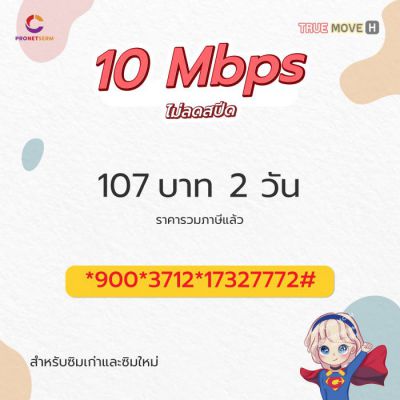 PRONETSERM
TRUE MOVE H
10 Mbps
ไม่ลดสปีด
107 บาท 2 วัน
ราคารวมภาษีแล้ว
*900*3712*17327772#
สำหรับซิมเก่าและซิมใหม่